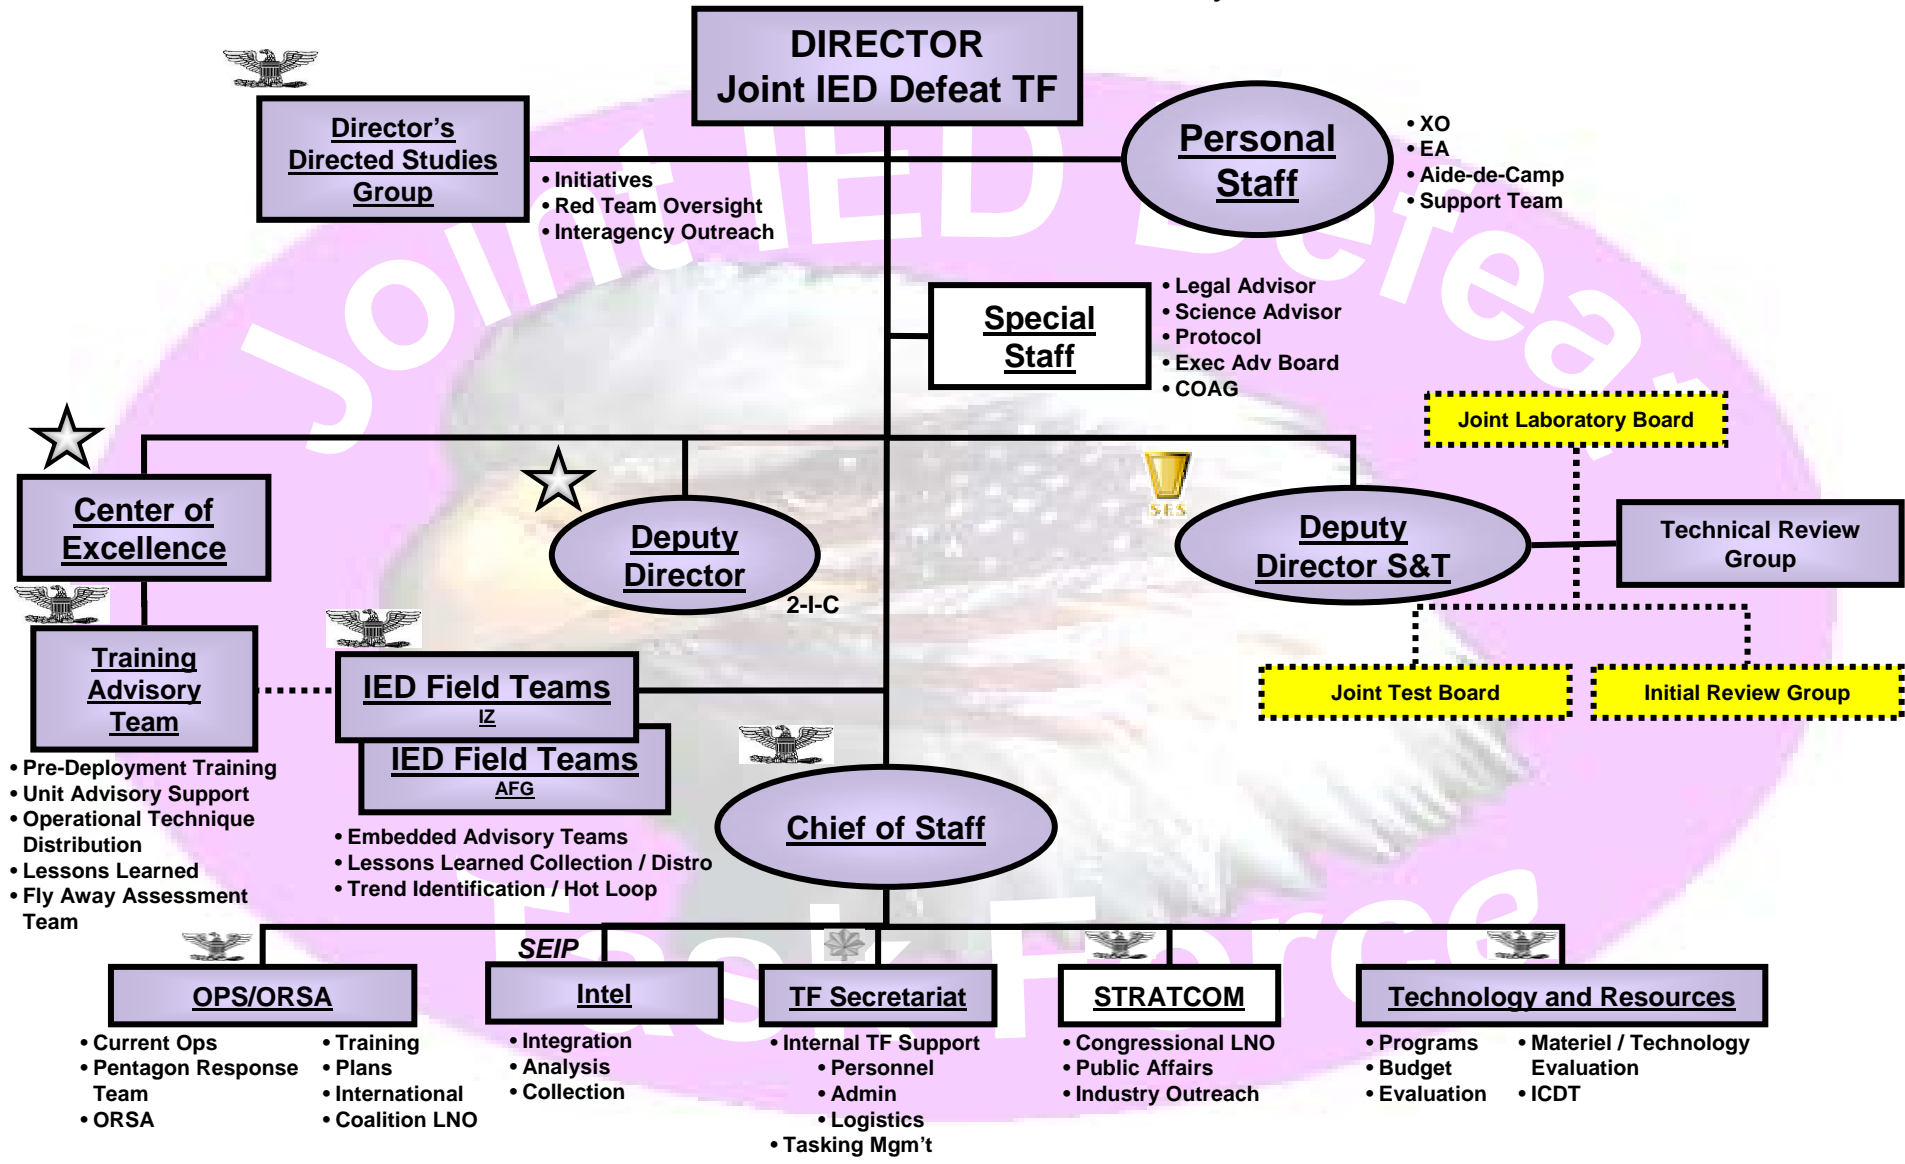 DIRECTOR
Joint IED Defeat TF
Director's
Directed Studies
Group
• Initiatives
• Red Team Oversight
• Interagency Outreach
Personal
Staff
• XO
• EA
• Aide-de-Camp
• Support Team
Special
Staff
• Legal Advisor
• Science Advisor
• Protocol
• Exec Adv Board
• COAG
Joint IED Defeat
Task Force
Joint Laboratory Board
Center of
Excellence
Deputy
Director
2-I-C
SES
Deputy
Director S&T
Technical Review
Group
Joint Test Board
Initial Review Group
Training
Advisory
Team
• Pre-Deployment Training
• Unit Advisory Support
• Operational Technique
Distribution
• Lessons Learned
• Fly Away Assessment
Team
IED Field Teams
IZ
IED Field Teams
AFG
• Embedded Advisory Teams
• Lessons Learned Collection / Distro
• Trend Identification / Hot Loop
Chief of Staff
OPS/ORSA
• Current Ops
• Pentagon Response
Team
• ORSA
• Training
• Plans
• International
• Coalition LNO
SEIP
Intel
• Integration
• Analysis
• Collection
TF Secretariat
• Internal TF Support
• Personnel
• Admin
• Logistics
• Tasking Mgm't
STRATCOM
• Congressional LNO
• Public Affairs
• Industry Outreach
Technology and Resources
• Programs
• Budget
• Evaluation
• Materiel / Technology
Evaluation
• ICDT